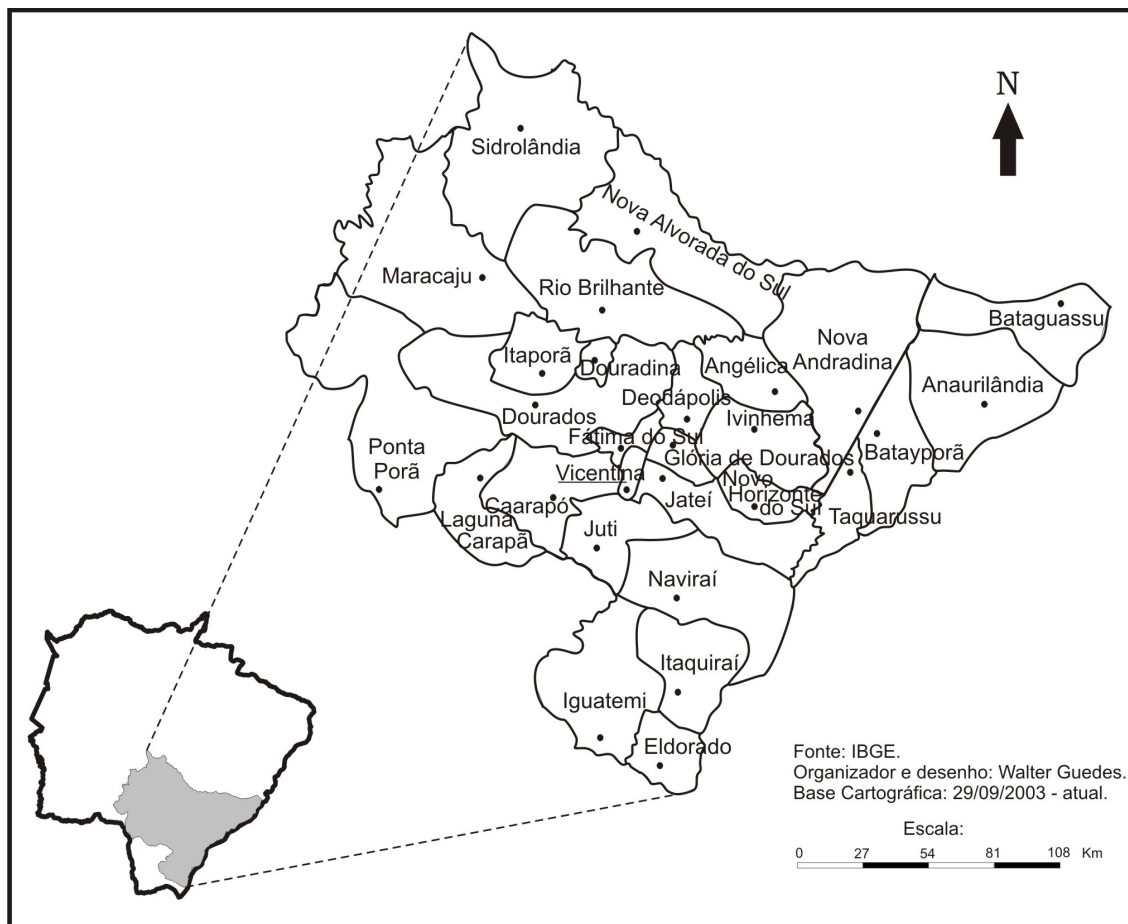 N
Sidrolândia
Nova Alvorada do Sul
Maracaju
Rio Brilhante
Bataguassu
Nova
Andradina
Itaporã
Douradina
Angélica
Anaurilândia
Deodápolis
Dourados
Ivinhema
Fátima do Sul
Ponta
Porã
Glória de Dourados
Batayporã
Vicentina
Novo
Horizonte
do Sul
Jateí
Caarapó
Laguna
Carapã
Taquarussu
Juti
Naviraí
Itaquiraí
Iguatemi
Eldorado
Fonte: IBGE.
Organizador e desenho: Walter Guedes.
Base Cartográfica: 29/09/2003 - atual.
Escala:
0 27 54 81 108 Km